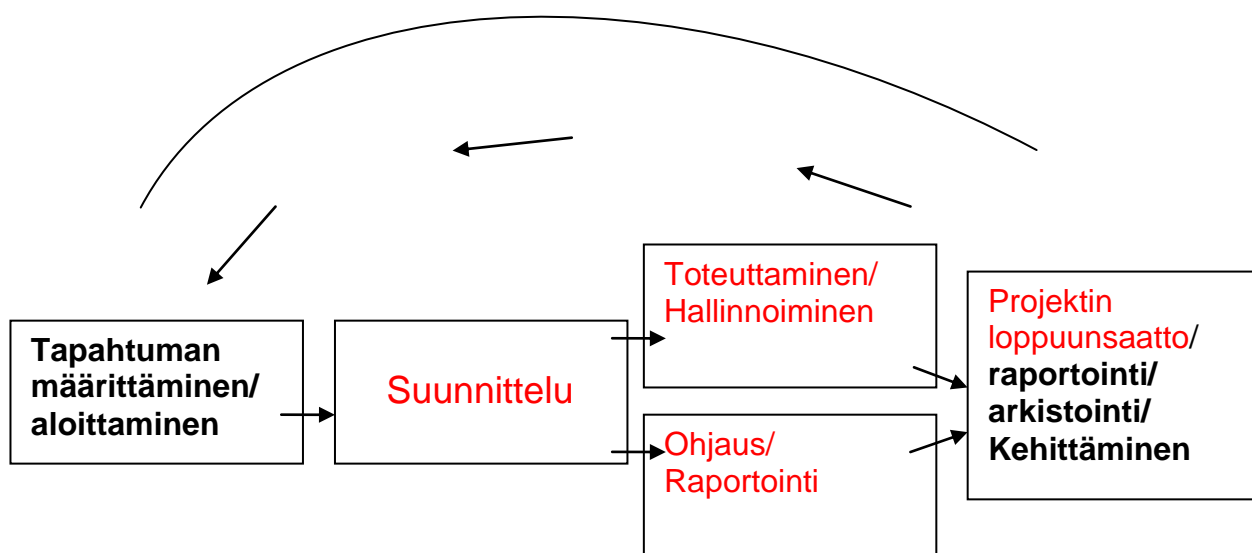 Tapahtuman
määrittäminen/
aloittaminen
Suunnittelu
Toteuttaminen/
Hallinnoiminen
Ohjaus/
Raportointi
Projektin
loppuunsaatto/
raportointi/
arkistointi/
Kehittäminen